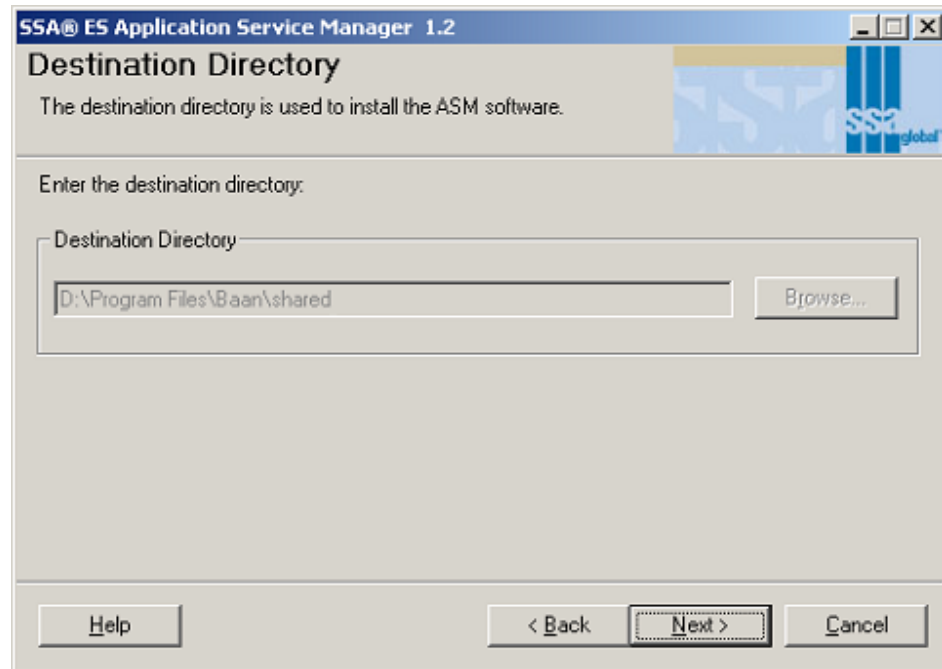 SSA® ES Application Service Manager 1.2
Destination Directory
The destination directory is used to install the ASM software.
ssa global™
Enter the destination directory:
Destination Directory
D:\Program Files\Baan\shared
Browse...
Help
< Back
Next >
Cancel